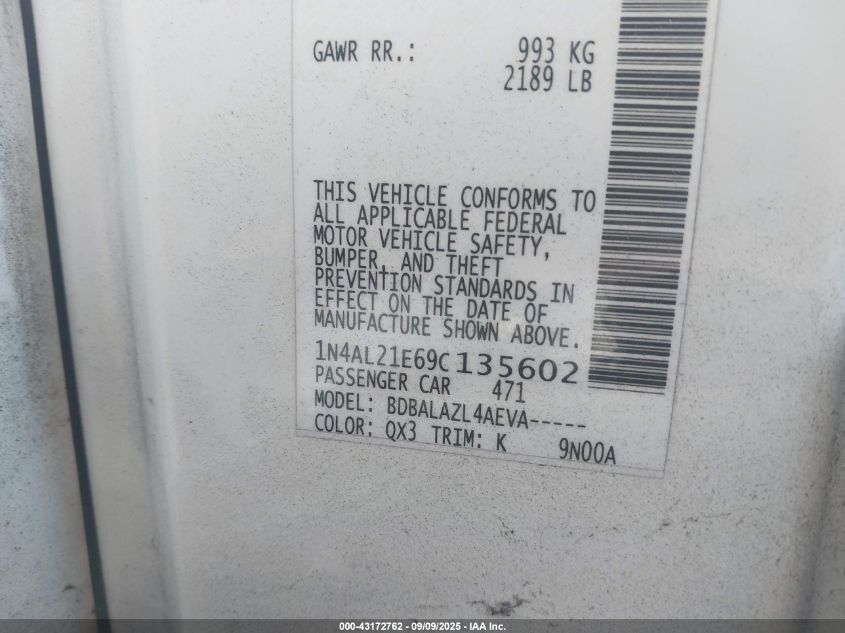 GAWR RR.: 993 KG
2189 LB
THIS VEHICLE CONFORMS TO
ALL APPLICABLE FEDERAL
MOTOR VEHICLE SAFETY,
BUMPER, AND THEFT
PREVENTION STANDARDS IN
EFFECT ON THE DATE OF
MANUFACTURE SHOWN ABOVE.
1N4AL21E69C135602
PASSENGER CAR 471
MODEL: BDBALAZL4AEVA-----
COLOR: QX3 TRIM: K 9N00A
000-43172762 - 09/09/2025 - IAA Inc.